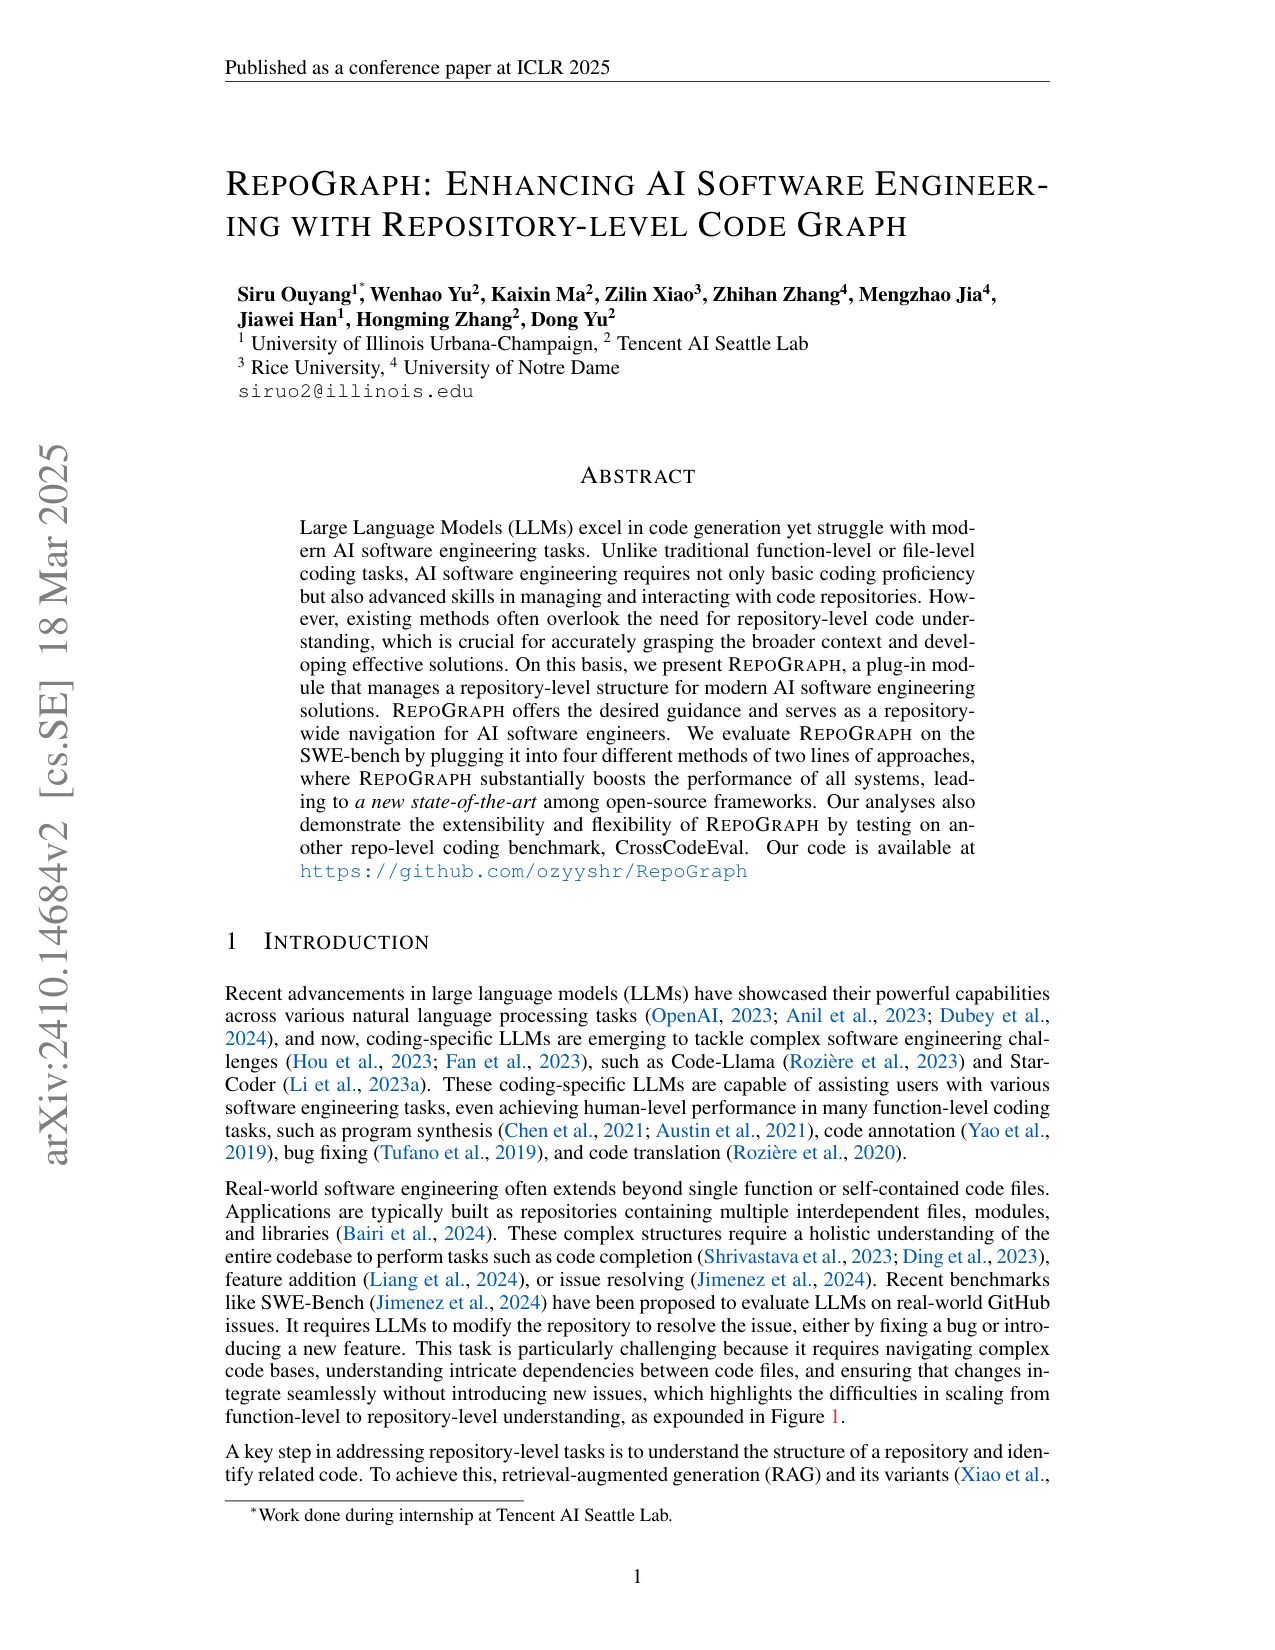 Published as a conference paper at ICLR 2025
REPOGRAPH: ENHANCING AI SOFTWARE ENGINEER-
ING WITH REPOSITORY-LEVEL CODE GRAPH
Siru Ouyang1*, Wenhao Yu2, Kaixin Ma2, Zilin Xiao3, Zhihan Zhang4, Mengzhao Jia4,
Jiawei Han1, Hongming Zhang2, Dong Yu2
1 University of Illinois Urbana-Champaign, 2 Tencent AI Seattle Lab
3 Rice University, 4 University of Notre Dame
siruo2@illinois.edu
arXiv:2410.14684v2 [cs.SE] 18 Mar 2025
ABSTRACT
Large Language Models (LLMs) excel in code generation yet struggle with mod-
ern AI software engineering tasks. Unlike traditional function-level or file-level
coding tasks, AI software engineering requires not only basic coding proficiency
but also advanced skills in managing and interacting with code repositories. How-
ever, existing methods often overlook the need for repository-level code under-
standing, which is crucial for accurately grasping the broader context and devel-
oping effective solutions. On this basis, we present REPOGRAPH, a plug-in mod-
ule that manages a repository-level structure for modern AI software engineering
solutions. REPOGRAPH offers the desired guidance and serves as a repository-
wide navigation for AI software engineers. We evaluate REPOGRAPH on the
SWE-bench by plugging it into four different methods of two lines of approaches,
where REPOGRAPH substantially boosts the performance of all systems, lead-
ing to a new state-of-the-art among open-source frameworks. Our analyses also
demonstrate the extensibility and flexibility of REPOGRAPH by testing on an-
other repo-level coding benchmark, CrossCodeEval. Our code is available at
https://github.com/ozyyshr/RepoGraph
1 INTRODUCTION
Recent advancements in large language models (LLMs) have showcased their powerful capabilities
across various natural language processing tasks (OpenAI, 2023; Anil et al., 2023; Dubey et al.,
2024), and now, coding-specific LLMs are emerging to tackle complex software engineering chal-
lenges (Hou et al., 2023; Fan et al., 2023), such as Code-Llama (Rozière et al., 2023) and Star-
Coder (Li et al., 2023a). These coding-specific LLMs are capable of assisting users with various
software engineering tasks, even achieving human-level performance in many function-level coding
tasks, such as program synthesis (Chen et al., 2021; Austin et al., 2021), code annotation (Yao et al.,
2019), bug fixing (Tufano et al., 2019), and code translation (Rozière et al., 2020).
Real-world software engineering often extends beyond single function or self-contained code files.
Applications are typically built as repositories containing multiple interdependent files, modules,
and libraries (Bairi et al., 2024). These complex structures require a holistic understanding of the
entire codebase to perform tasks such as code completion (Shrivastava et al., 2023; Ding et al., 2023),
feature addition (Liang et al., 2024), or issue resolving (Jimenez et al., 2024). Recent benchmarks
like SWE-Bench (Jimenez et al., 2024) have been proposed to evaluate LLMs on real-world GitHub
issues. It requires LLMs to modify the repository to resolve the issue, either by fixing a bug or intro-
ducing a new feature. This task is particularly challenging because it requires navigating complex
code bases, understanding intricate dependencies between code files, and ensuring that changes in-
tegrate seamlessly without introducing new issues, which highlights the difficulties in scaling from
function-level to repository-level understanding, as expounded in Figure 1.
A key step in addressing repository-level tasks is to understand the structure of a repository and iden-
tify related code. To achieve this, retrieval-augmented generation (RAG) and its variants (Xiao et al.,
*Work done during internship at Tencent AI Seattle Lab.
1